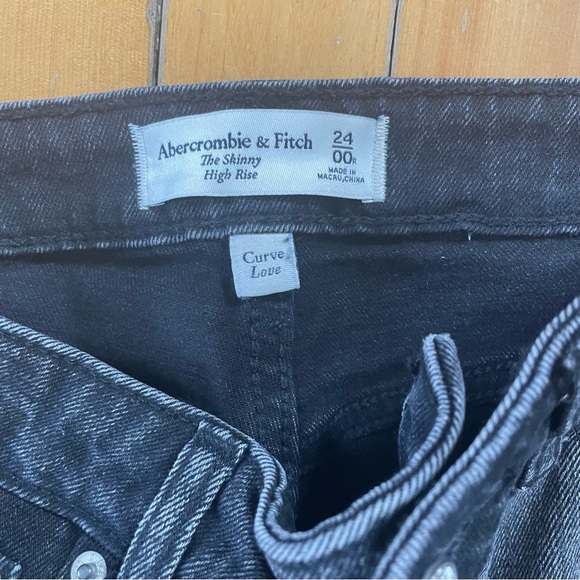 Abercrombie & Fitch
The Skinny
High Rise
24
00R
MADE IN
MACAU,CHINA
Curve
Love